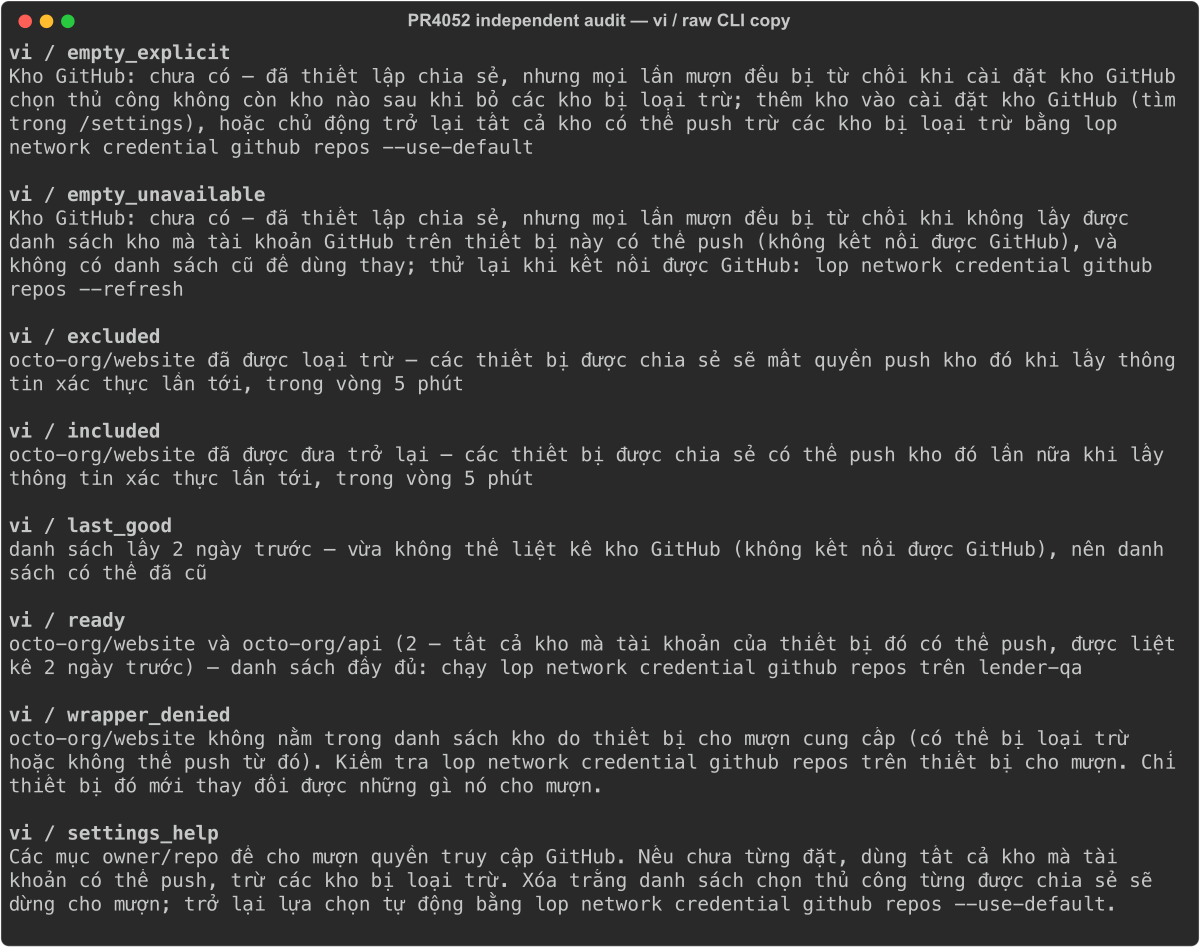 PR4052 independent audit — vi / raw CLI copy
vi / empty_explicit
Kho GitHub: chưa có — đã thiết lập chia sẻ, nhưng mọi lần mượn đều bị từ chối khi cài đặt kho GitHub
chọn thủ công không còn kho nào sau khi bỏ các kho bị loại trừ; thêm kho vào cài đặt kho GitHub (tìm
trong /settings), hoặc chủ động trở lại tất cả kho có thể push trừ các kho bị loại trừ bằng lop
network credential github repos --use-default
vi / empty_unavailable
Kho GitHub: chưa có — đã thiết lập chia sẻ, nhưng mọi lần mượn đều bị từ chối khi không lấy được
danh sách kho mà tài khoản GitHub trên thiết bị này có thể push (không kết nối được GitHub), và
không có danh sách cũ để dùng thay; thử lại khi kết nối được GitHub: lop network credential github
repos --refresh
vi / excluded
octo-org/website đã được loại trừ — các thiết bị được chia sẻ sẽ mất quyền push kho đó khi lấy thông
tin xác thực lần tới, trong vòng 5 phút
vi / included
octo-org/website đã được đưa trở lại — các thiết bị được chia sẻ có thể push kho đó lần nữa khi lấy
thông tin xác thực lần tới, trong vòng 5 phút
vi / last_good
danh sách lấy 2 ngày trước — vừa không thể liệt kê kho GitHub (không kết nối được GitHub), nên danh
sách có thể đã cũ
vi / ready
octo-org/website và octo-org/api (2 — tất cả kho mà tài khoản của thiết bị đó có thể push, được liệt
kê 2 ngày trước) — danh sách đầy đủ: chạy lop network credential github repos trên lender-qa
vi / wrapper_denied
octo-org/website không nằm trong danh sách kho do thiết bị cho mượn cung cấp (có thể bị loại trừ
hoặc không thể push từ đó). Kiểm tra lop network credential github repos trên thiết bị cho mượn. Chỉ
thiết bị đó mới thay đổi được những gì nó cho mượn.
vi / settings_help
Các mục owner/repo để cho mượn quyền truy cập GitHub. Nếu chưa từng đặt, dùng tất cả kho mà tài
khoản có thể push, trừ các kho bị loại trừ. Xóa trắng danh sách chọn thủ công từng được chia sẻ sẽ
dừng cho mượn; trở lại lựa chọn tự động bằng lop network credential github repos --use-default.